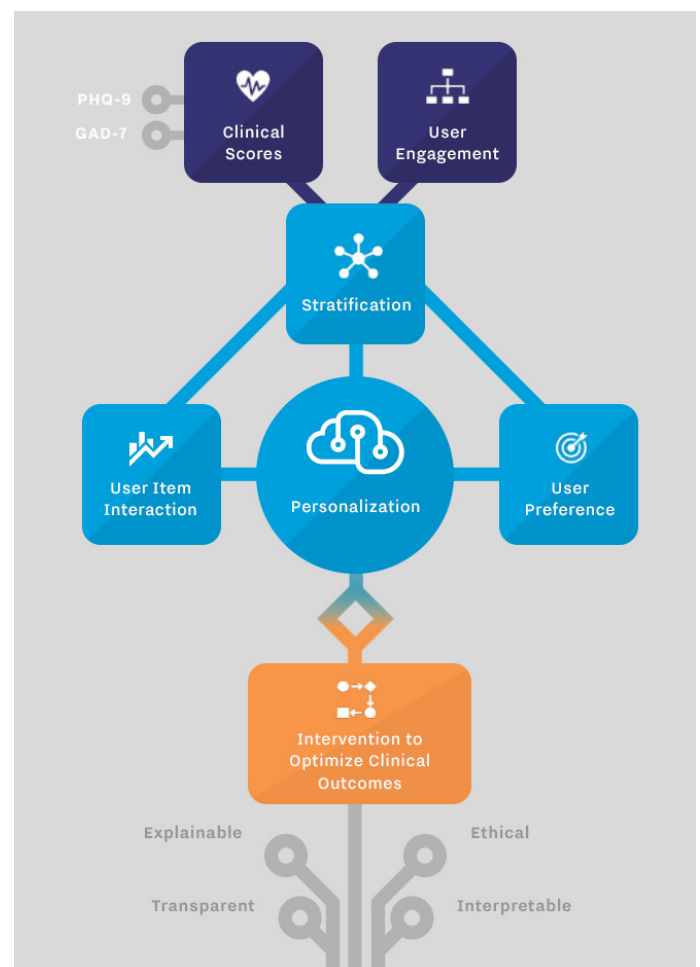 PHQ-9
GAD-7
Clinical
Scores
User
Engagement
Stratification
User Item
Interaction
Personalization
User
Preference
Intervention to
Optimize Clinical
Outcomes
Explainable
Ethical
Transparent
Interpretable